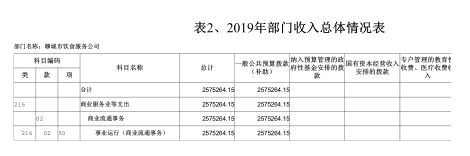 表2、2019年部门收入总体情况表
部门名称：聊城市饮食服务公司
科目编码 科目名称 总计 一般公共预算拨款（补助） 纳入预算管理的政府性基金安排的拨款 国有资本经营收入安排的拨款 专户管理的教育性收费、医疗收费收入
类 款 项
合计 2575264.15 2575264.15
216 商业服务业等支出 2575264.15 2575264.15
02 商业流通事务 2575264.15 2575264.15
216 02 50 事业运行（商业流通事务） 2575264.15 2575264.15